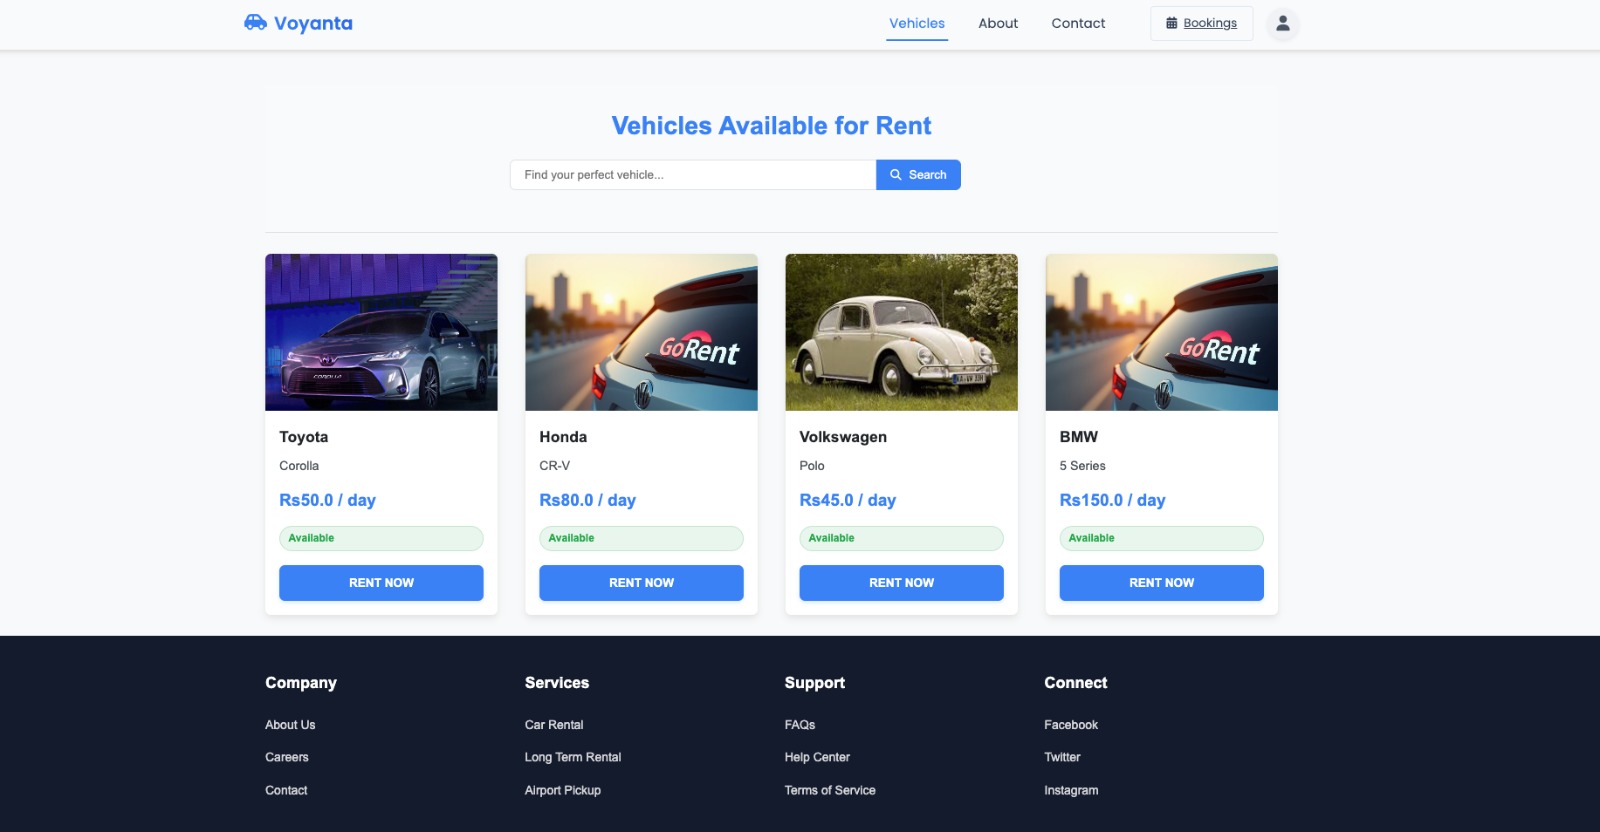 Voyanta
Vehicles
About
Contact
Bookings
Vehicles Available for Rent
Find your perfect vehicle...
Search
COROLLA
GoRent
GoRent
Toyota
Corolla
Rs50.0 / day
Available
RENT NOW
Honda
CR-V
Rs80.0 / day
Available
RENT NOW
Volkswagen
Polo
Rs45.0 / day
Available
RENT NOW
BMW
5 Series
Rs150.0 / day
Available
RENT NOW
Company
About Us
Careers
Contact
Services
Car Rental
Long Term Rental
Airport Pickup
Support
FAQs
Help Center
Terms of Service
Connect
Facebook
Twitter
Instagram